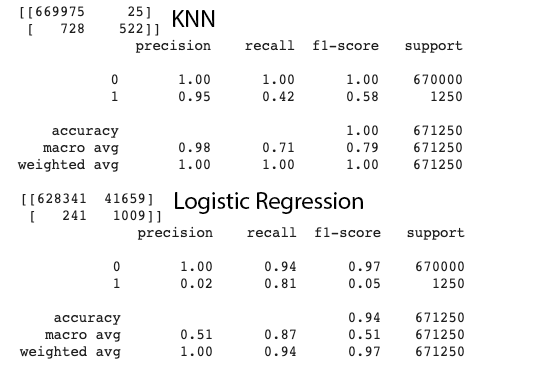 [[669975     25]  KNN
 [   728    522]]
              precision    recall  f1-score   support

           0       1.00      1.00      1.00    670000
           1       0.95      0.42      0.58      1250

    accuracy                           1.00    671250
   macro avg       0.98      0.71      0.79    671250
weighted avg       1.00      1.00      1.00    671250

[[628341  41659]  Logistic Regression
 [   241   1009]]
              precision    recall  f1-score   support

           0       1.00      0.94      0.97    670000
           1       0.02      0.81      0.05      1250

    accuracy                           0.94    671250
   macro avg       0.51      0.87      0.51    671250
weighted avg       1.00      0.94      0.97    671250